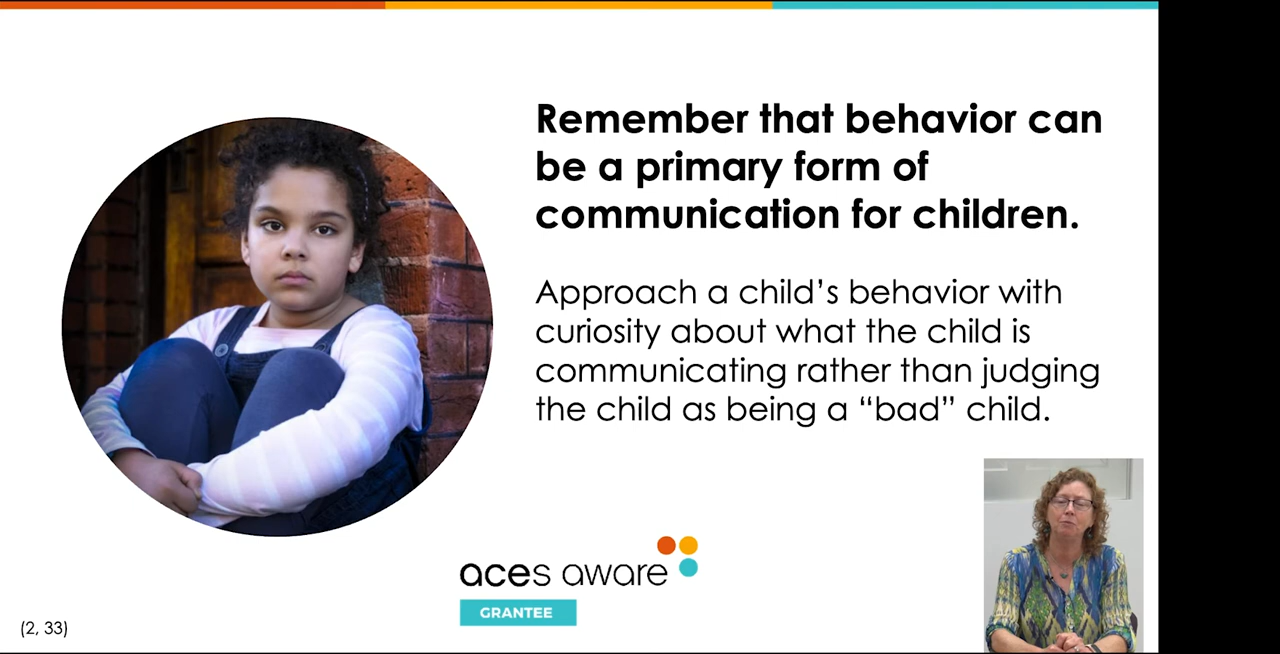 Remember that behavior can
be a primary form of
communication for children.
Approach a child’s behavior with
curiosity about what the child is
communicating rather than judging
the child as being a “bad” child.
aces aware
GRANTEE
(2, 33)